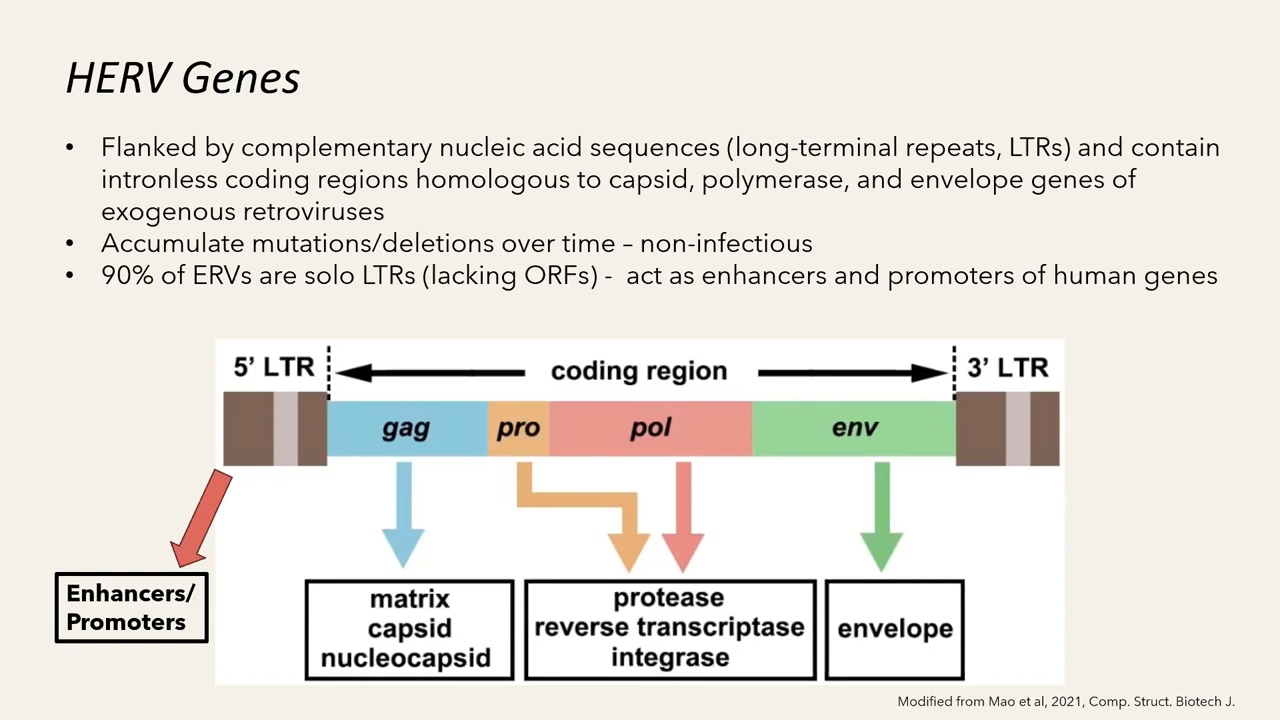 HERV Genes
• Flanked by complementary nucleic acid sequences (long-terminal repeats, LTRs) and contain
intronless coding regions homologous to capsid, polymerase, and envelope genes of
exogenous retroviruses
• Accumulate mutations/deletions over time – non-infectious
• 90% of ERVs are solo LTRs (lacking ORFs) - act as enhancers and promoters of human genes
5’ LTR
coding region
3’ LTR
gag
pro
pol
env
Enhancers/
Promoters
matrix
capsid
nucleocapsid
protease
reverse transcriptase
integrase
envelope
Modified from Mao et al, 2021, Comp. Struct. Biotech J.